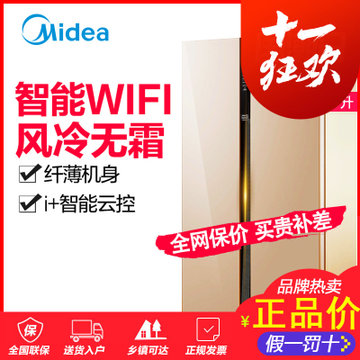 Midea
十一
狂欢
智能WIFI
风冷无霜
纤薄机身
i+智能云控
升
全网保价 买贵补差
品牌热卖
¥正品价
假一罚十
保
全国联保
送货入户
乡镇可达
正规发票